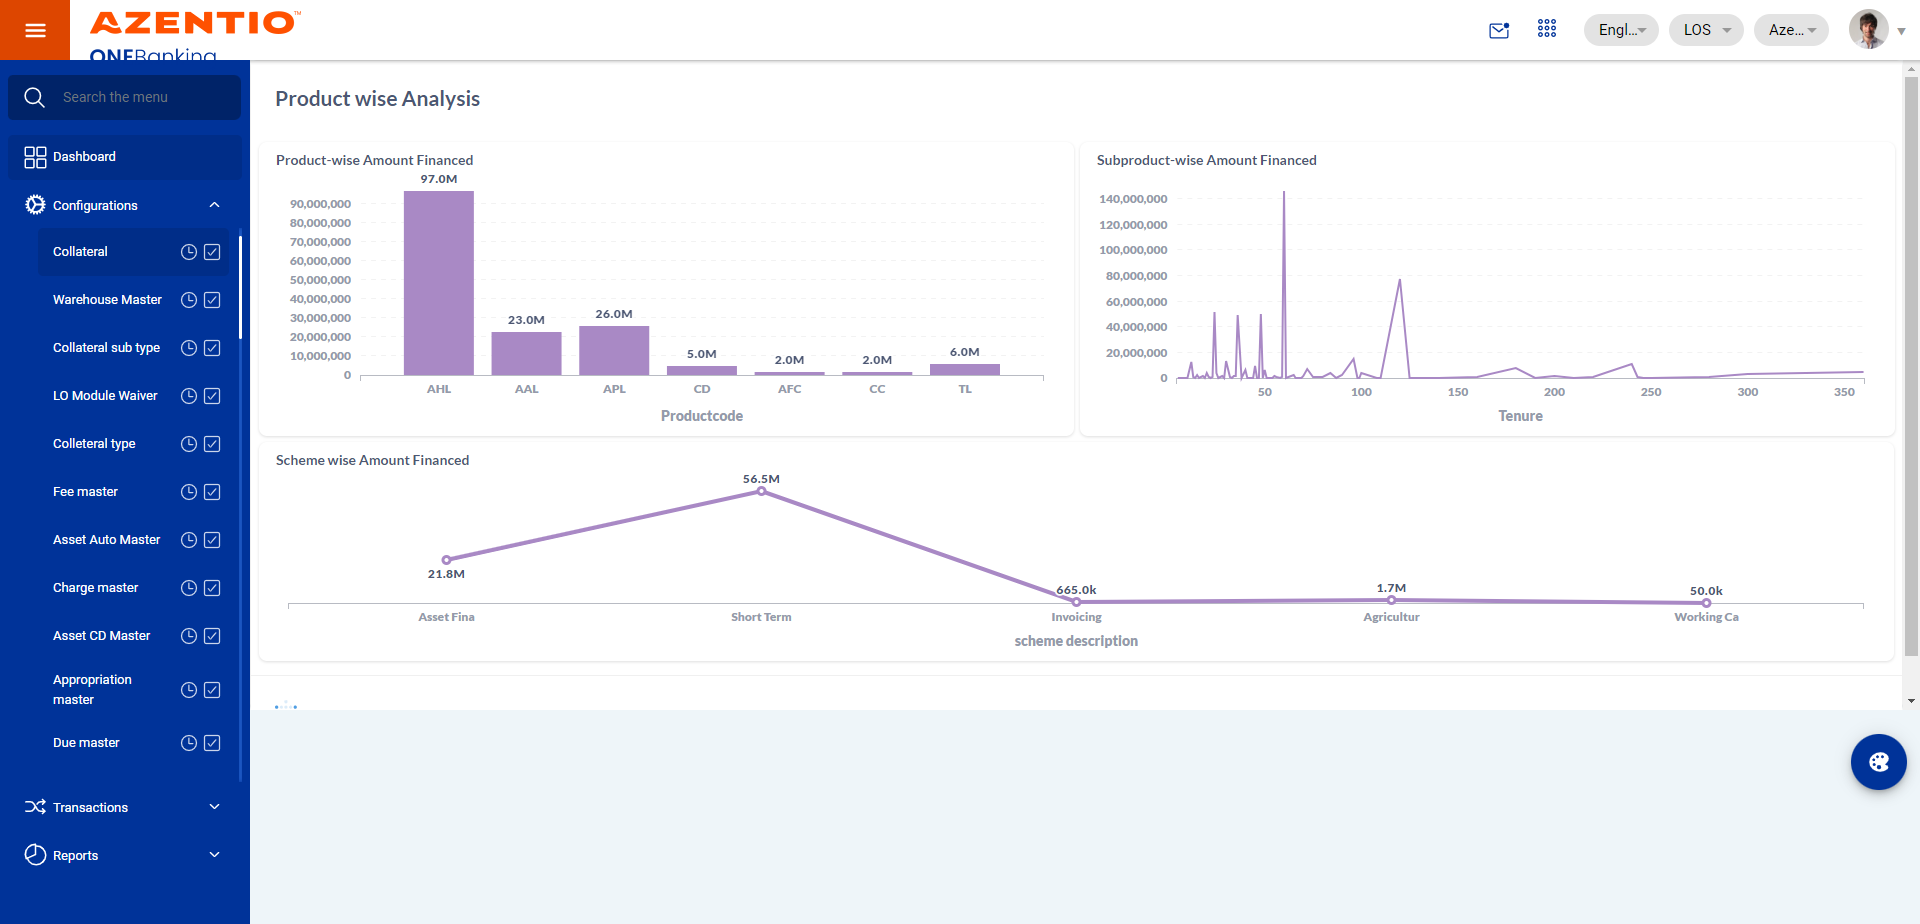 AZENTIO™
ONEBanking
Engl...
LOS
Aze...
Search the menu
Dashboard
Configurations
Collateral
Warehouse Master
Collateral sub type
LO Module Waiver
Colleteral type
Fee master
Asset Auto Master
Charge master
Asset CD Master
Appropriation
master
Due master
Transactions
Reports
Product wise Analysis
Product-wise Amount Financed
97.0M
90,000,000
80,000,000
70,000,000
60,000,000
50,000,000
40,000,000
30,000,000
20,000,000
10,000,000
0
23.0M
26.0M
5.0M
2.0M
2.0M
6.0M
AHL
AAL
APL
CD
AFC
CC
TL
Productcode
Subproduct-wise Amount Financed
140,000,000
120,000,000
100,000,000
80,000,000
60,000,000
40,000,000
20,000,000
0
50
100
150
200
250
300
350
Tenure
Scheme wise Amount Financed
56.5M
21.8M
665.0k
1.7M
50.0k
Asset Fina
Short Term
Invoicing
Agricultur
Working Ca
scheme description